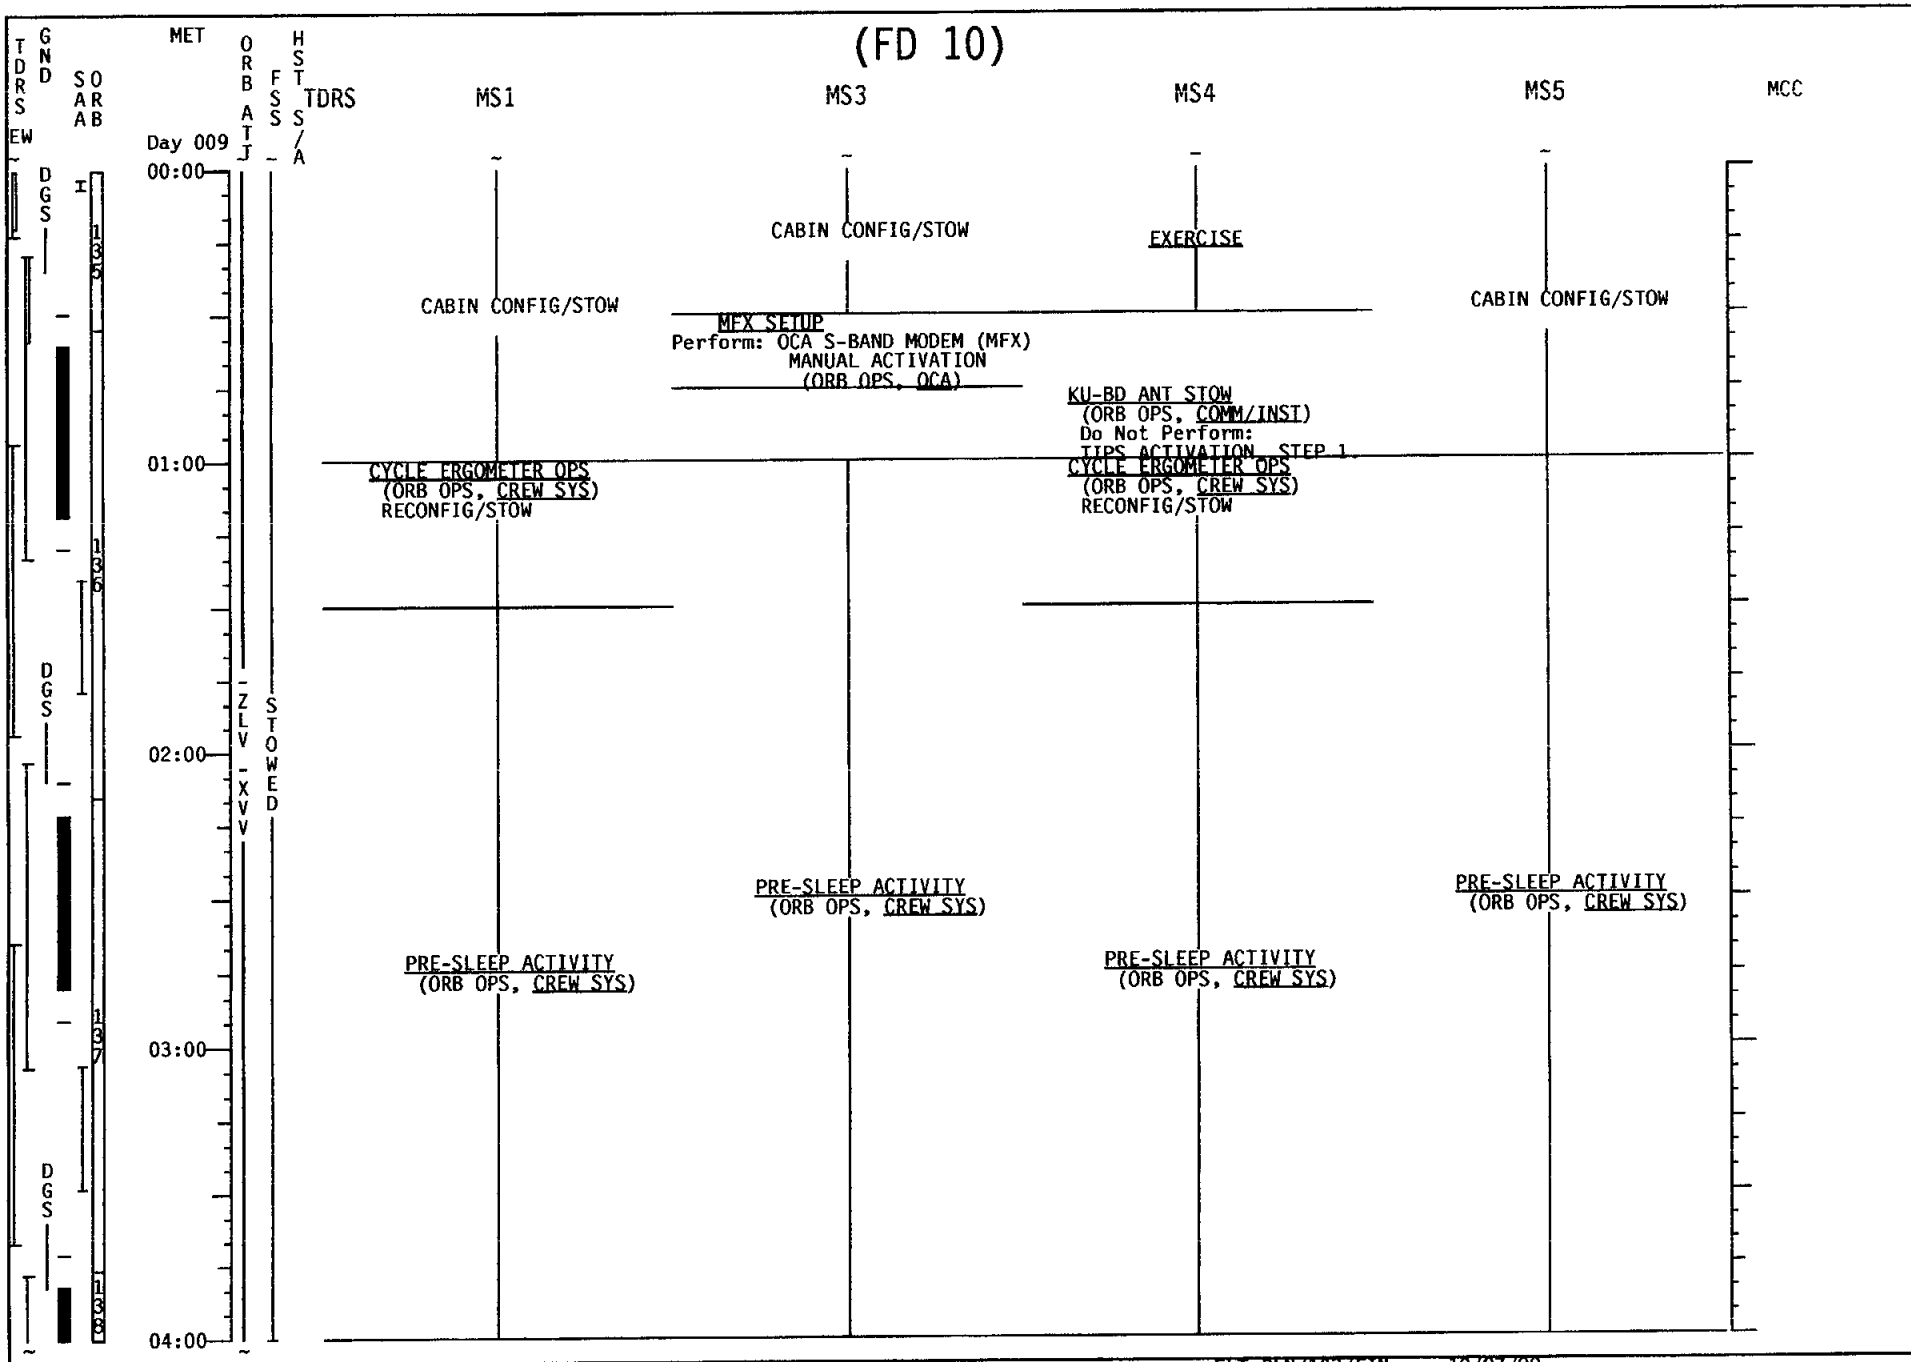 (FD 10)
TDRS
EW
GND
SAA
ORB
MET
ORB ATT
FSS
HST S/A
TDRS
MS1
MS3
MS4
MS5
MCC
Day 009
00:00
DGS
I
135
CABIN CONFIG/STOW
EXERCISE
CABIN CONFIG/STOW
CABIN CONFIG/STOW
MFX SETUP
Perform: OCA S-BAND MODEM (MFX)
MANUAL ACTIVATION
(ORB OPS, OCA)
KU-BD ANT STOW
(ORB OPS, COMM/INST)
Do Not Perform:
TIPS ACTIVATION STEP 1.
01:00
CYCLE ERGOMETER OPS
(ORB OPS, CREW SYS)
RECONFIG/STOW
CYCLE ERGOMETER OPS
(ORB OPS, CREW SYS)
RECONFIG/STOW
136
DGS
-ZLV -XVV
STOWED
02:00
PRE-SLEEP ACTIVITY
(ORB OPS, CREW SYS)
PRE-SLEEP ACTIVITY
(ORB OPS, CREW SYS)
PRE-SLEEP ACTIVITY
(ORB OPS, CREW SYS)
PRE-SLEEP ACTIVITY
(ORB OPS, CREW SYS)
137
03:00
DGS
138
04:00